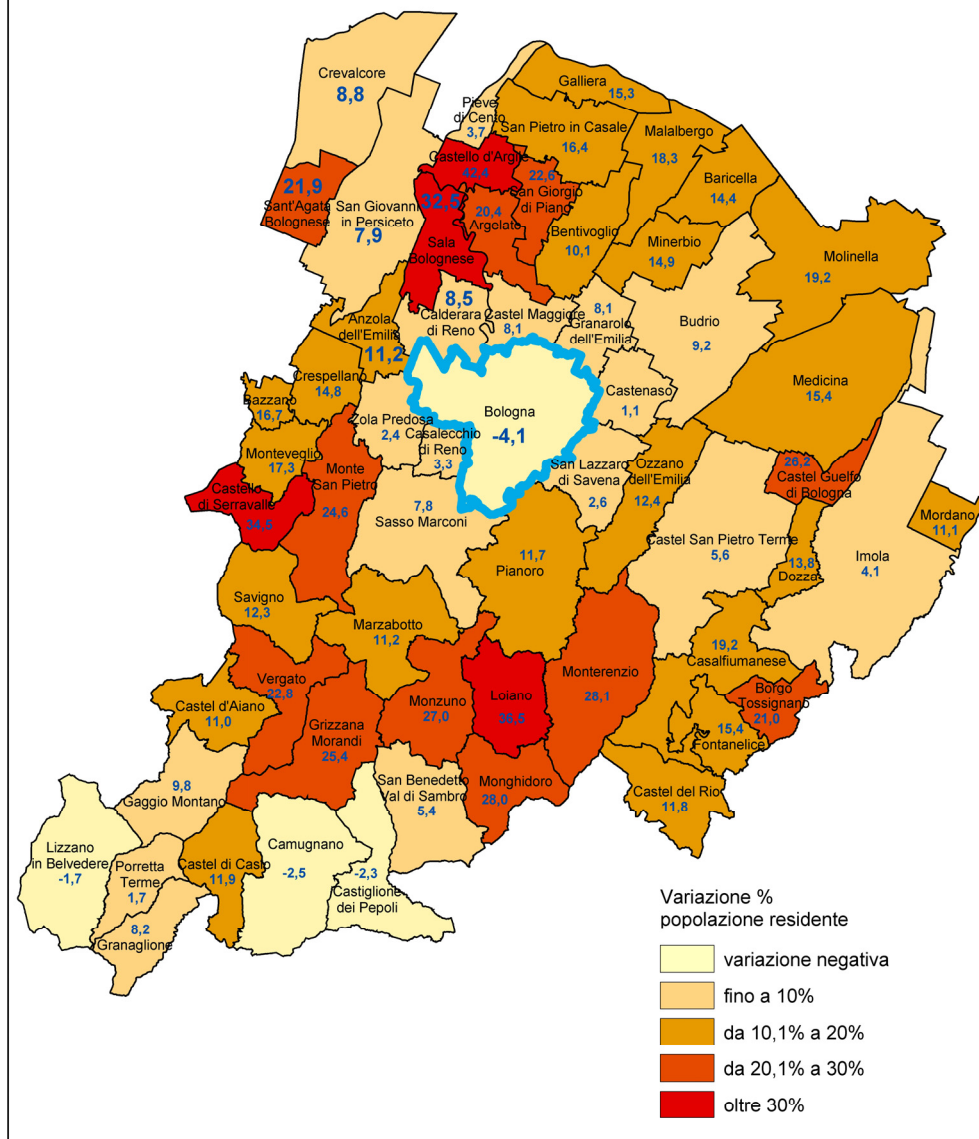 Crevalcore
8,8
Galliera
15,3
Pieve
di Cento
3,7
San Pietro in Casale
16,4
Malalbergo
18,3
Castello d'Argile
42,4
22,6
San Giorgio
di Piano
Baricella
14,4
21,9
Sant'Agata
Bolognese
San Giovanni
in Persiceto
7,9
32,5
Sala
Bolognese
20,4
Argelato
Bentivoglio
10,1
Minerbio
14,9
Molinella
19,2
8,5
Calderara
di Reno
Castel Maggiore
8,1
8,1
Granarolo
dell'Emilia
Budrio
9,2
Anzola
dell'Emilia
11,2
Crespellano
14,8
Medicina
15,4
Bazzano
16,7
Zola Predosa
2,4
Casalecchio
di Reno
3,3
Bologna
-4,1
Castenaso
1,1
Monteveglio
17,3
Monte
San Pietro
24,6
San Lazzaro
di Savena
2,6
Ozzano
dell'Emilia
12,4
26,2
Castel Guelfo
di Bologna
Castello
di Serravalle
34,5
7,8
Sasso Marconi
Castel San Pietro Terme
5,6
Mordano
11,1
11,7
Pianoro
13,8
Dozza
Imola
4,1
Savigno
12,3
Marzabotto
11,2
19,2
Casalfiumanese
Vergato
22,8
Monzuno
27,0
Loiano
Monterenzio
28,1
Borgo
Tossignano
21,0
Castel d'Aiano
11,0
Grizzana
Morandi
25,4
15,4
Fontanelice
9,8
Gaggio Montano
San Benedetto
Val di Sambro
5,4
Monghidoro
28,0
Castel del Rio
11,8
Lizzano
in Belvedere
-1,7
Porretta
Terme
1,7
Castel di Casio
11,9
Camugnano
-2,5
-2,3
Castiglione
dei Pepoli
8,2
Granaglione
Variazione %
popolazione residente
variazione negativa
fino a 10%
da 10,1% a 20%
da 20,1% a 30%
oltre 30%